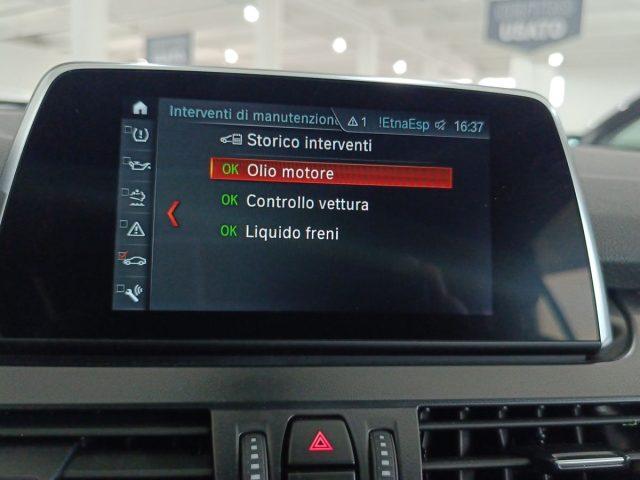 USATO
Interventi di manutenzion
1 !EtnaEsp 16:37
Storico interventi
OK Olio motore
OK Controllo vettura
OK Liquido freni